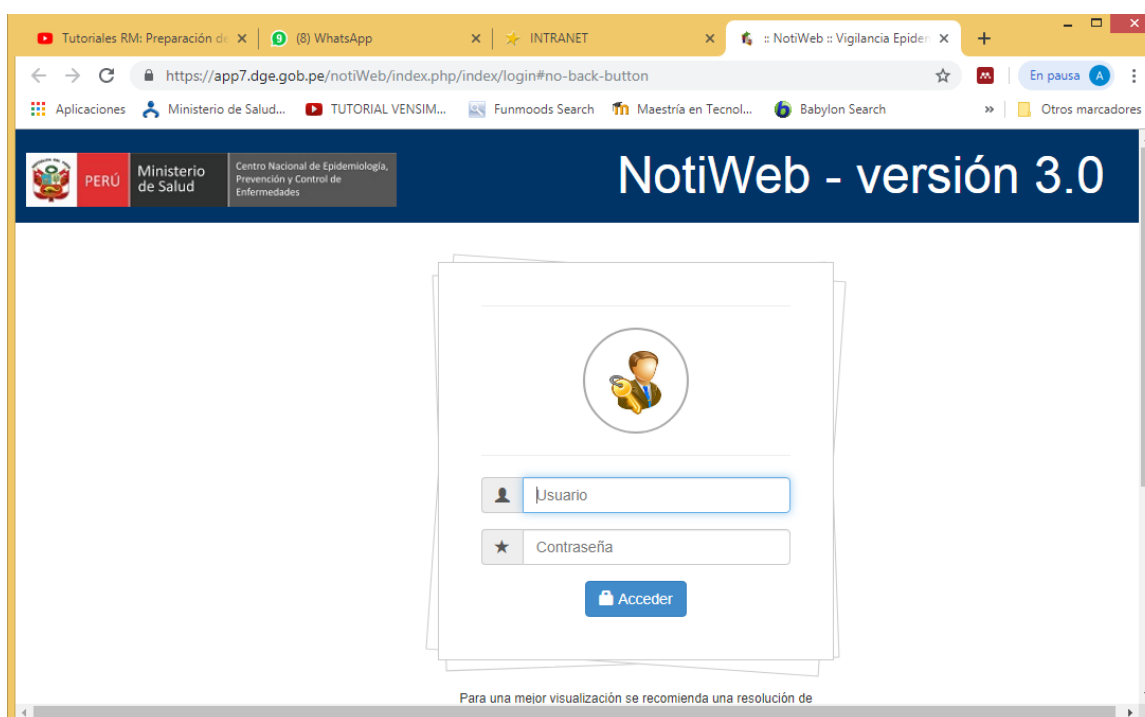 Tutoriales RM: Preparación de
(8) WhatsApp
INTRANET
:: NotiWeb :: Vigilancia Epider
https://app7.dge.gob.pe/notiWeb/index.php/index/login#no-back-button
En pausa A
Aplicaciones Ministerio de Salud... TUTORIAL VENSIM... Funmoods Search Maestría en Tecnol... Babylon Search » Otros marcadores
PERÚ
Ministerio
de Salud
Centro Nacional de Epidemiología,
Prevención y Control de
Enfermedades
NotiWeb - versión 3.0
Usuario
Contraseña
Acceder
Para una mejor visualización se recomienda una resolución de